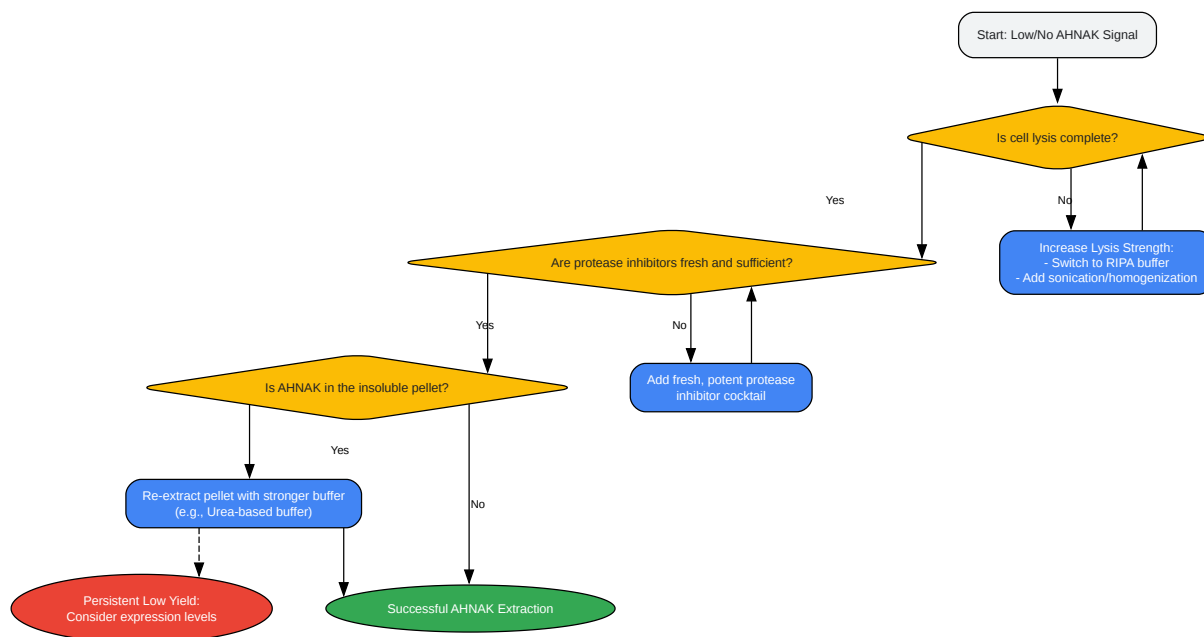 Start: Low/No AHNAK Signal
Is cell lysis complete?
Yes
No
Increase Lysis Strength:
- Switch to RIPA buffer
- Add sonication/homogenization
Are protease inhibitors fresh and sufficient?
Yes
No
Add fresh, potent protease
inhibitor cocktail
Is AHNAK in the insoluble pellet?
Yes
No
Re-extract pellet with stronger buffer
(e.g., Urea-based buffer)
Persistent Low Yield:
Consider expression levels
Successful AHNAK Extraction